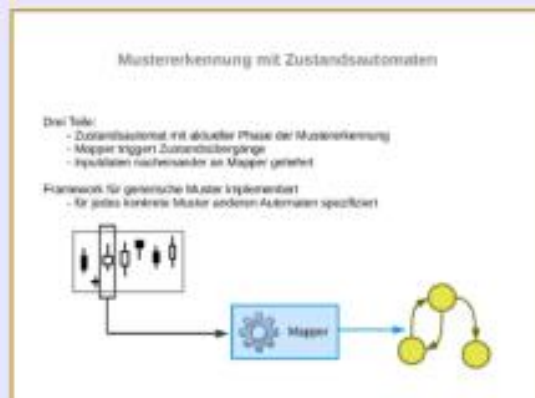 Mustererkennung mit Zustandsautomaten
Drei Teile:
- Zustandsautomat mit aktueller Phase der Mustererkennung
- Mapper triggert Zustandsübergänge
- Inputdaten nacheinander an Mapper geliefert
Framework für generische Muster implementiert
- für jedes konkrete Muster anderen Automaten spezifiziert
Mapper